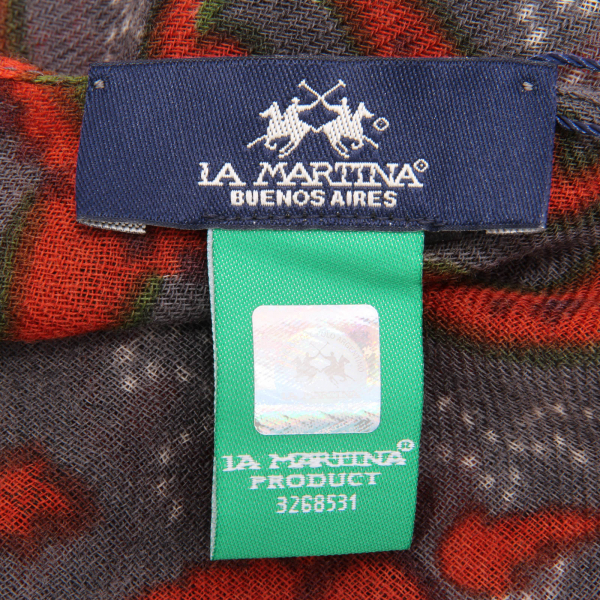 LA MARTINA
BUENOS AIRES
LA MARTINA
PRODUCT
3268531